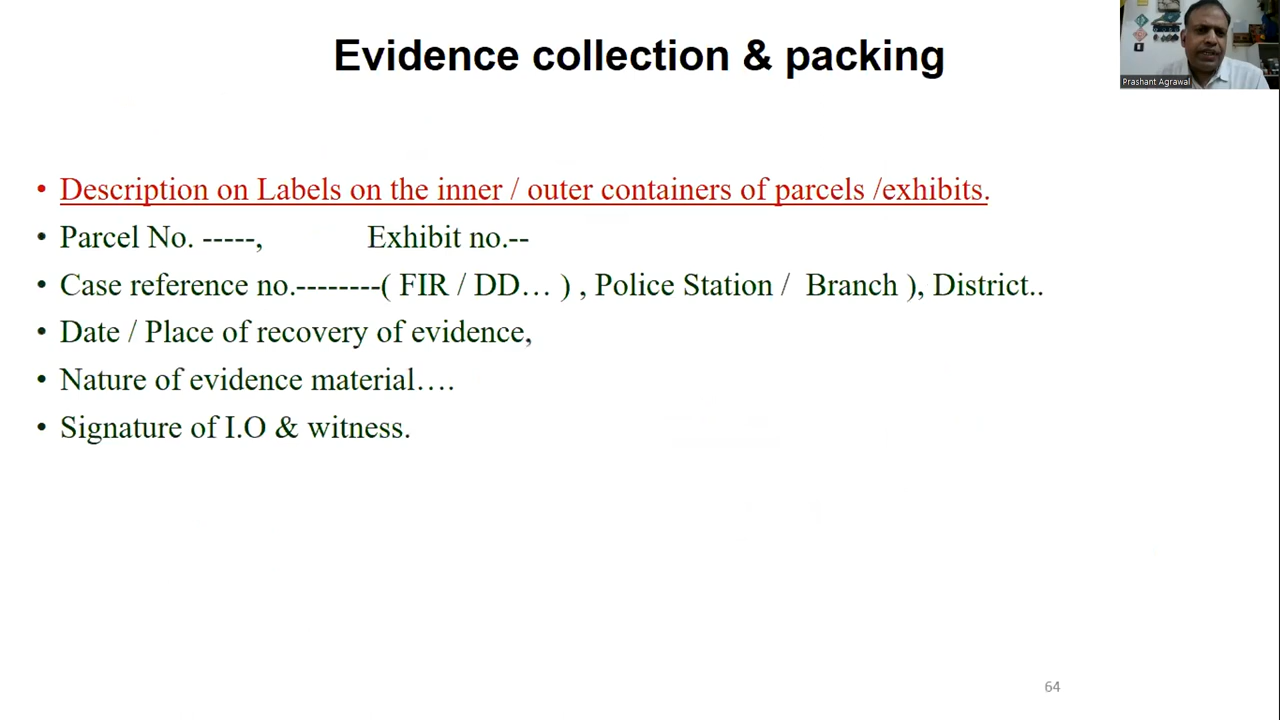 Evidence collection & packing
Prashant Agrawal
• Description on Labels on the inner / outer containers of parcels /exhibits.
• Parcel No. -----, Exhibit no.--
• Case reference no.--------( FIR / DD… ) , Police Station / Branch ), District..
• Date / Place of recovery of evidence,
• Nature of evidence material….
• Signature of I.O & witness.
64